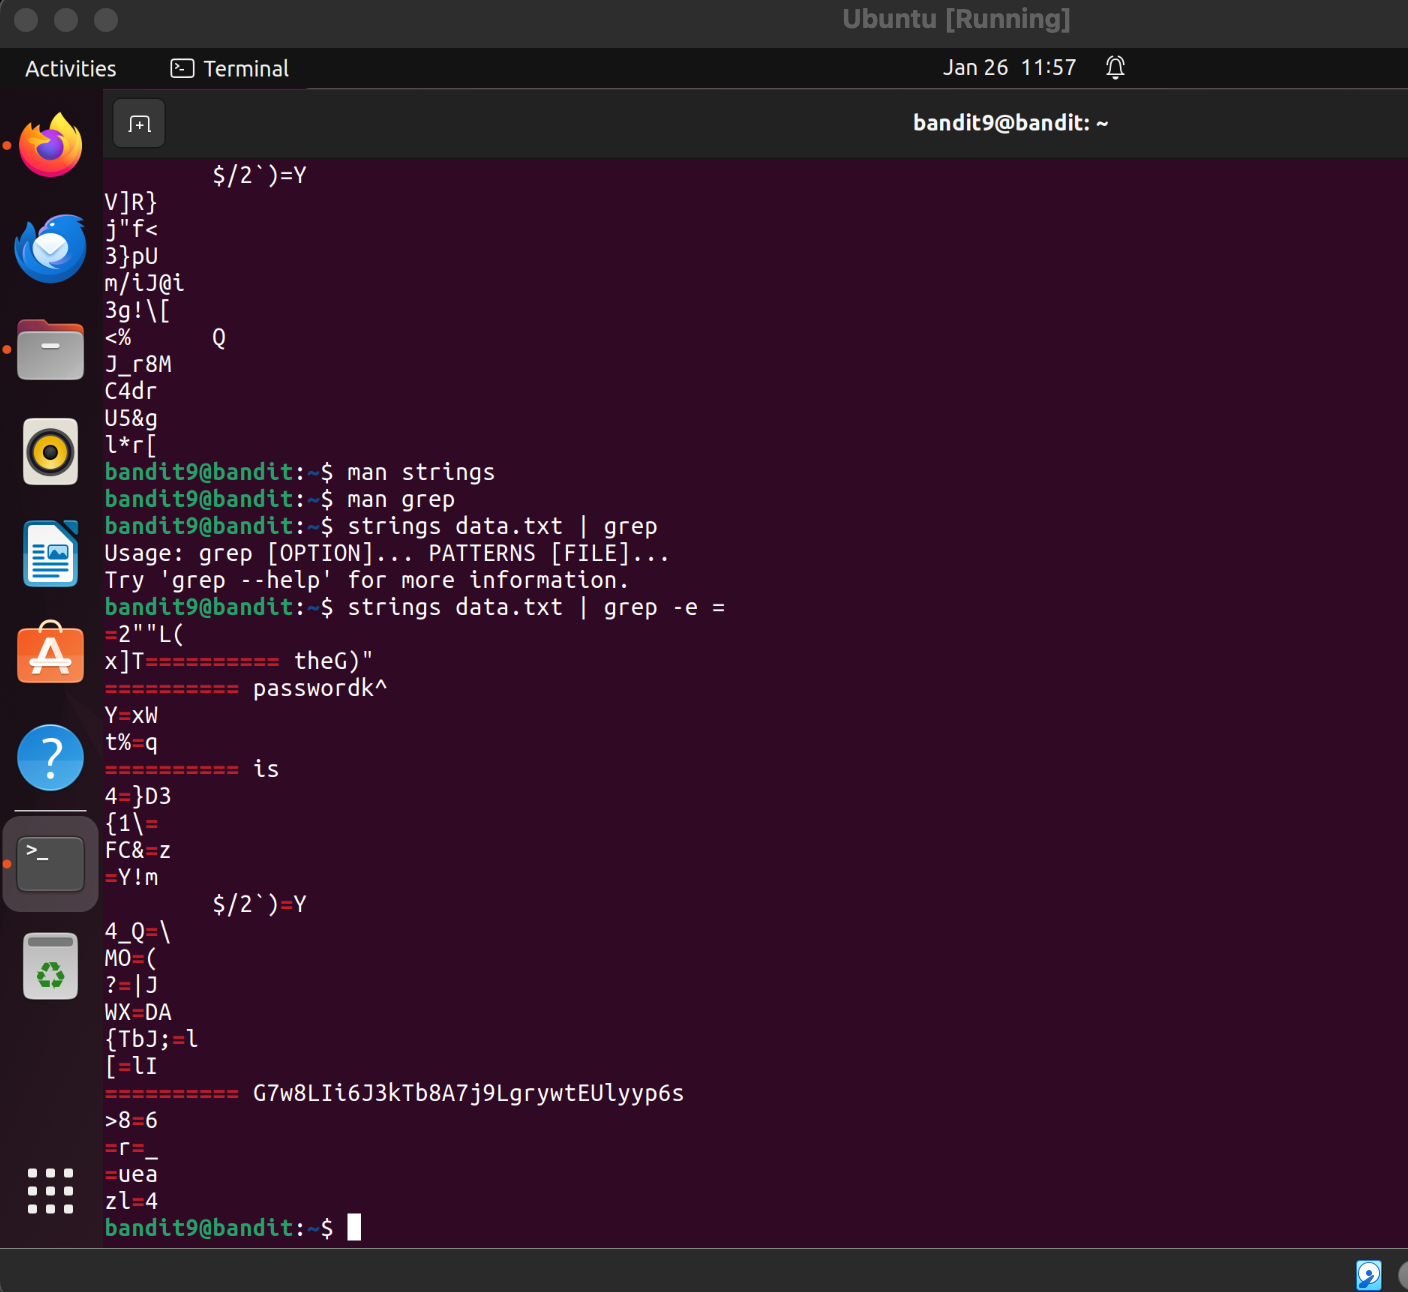 Ubuntu [Running]
Activities Terminal Jan 26 11:57
bandit9@bandit: ~
$/2`)=Y
V]R}
j"f<
3}pU
m/iJ@i
3g!\[
<% Q
J_r8M
C4dr
U5&g
l*r[
bandit9@bandit:~$ man strings
bandit9@bandit:~$ man grep
bandit9@bandit:~$ strings data.txt | grep
Usage: grep [OPTION]... PATTERNS [FILE]...
Try 'grep --help' for more information.
bandit9@bandit:~$ strings data.txt | grep -e =
=2""L(
x]T========== theG)"
========== passwordk^
Y=xW
t%=q
========== is
4=}D3
{1\=
FC&=z
=Y!m
$/2`)=Y
4_Q=\
MO=(
?=|J
WX=DA
{TbJ;=l
[=lI
========== G7w8LIi6J3kTb8A7j9LgrywtEUlyyp6s
>8=6
=r=_
=uea
zl=4
bandit9@bandit:~$